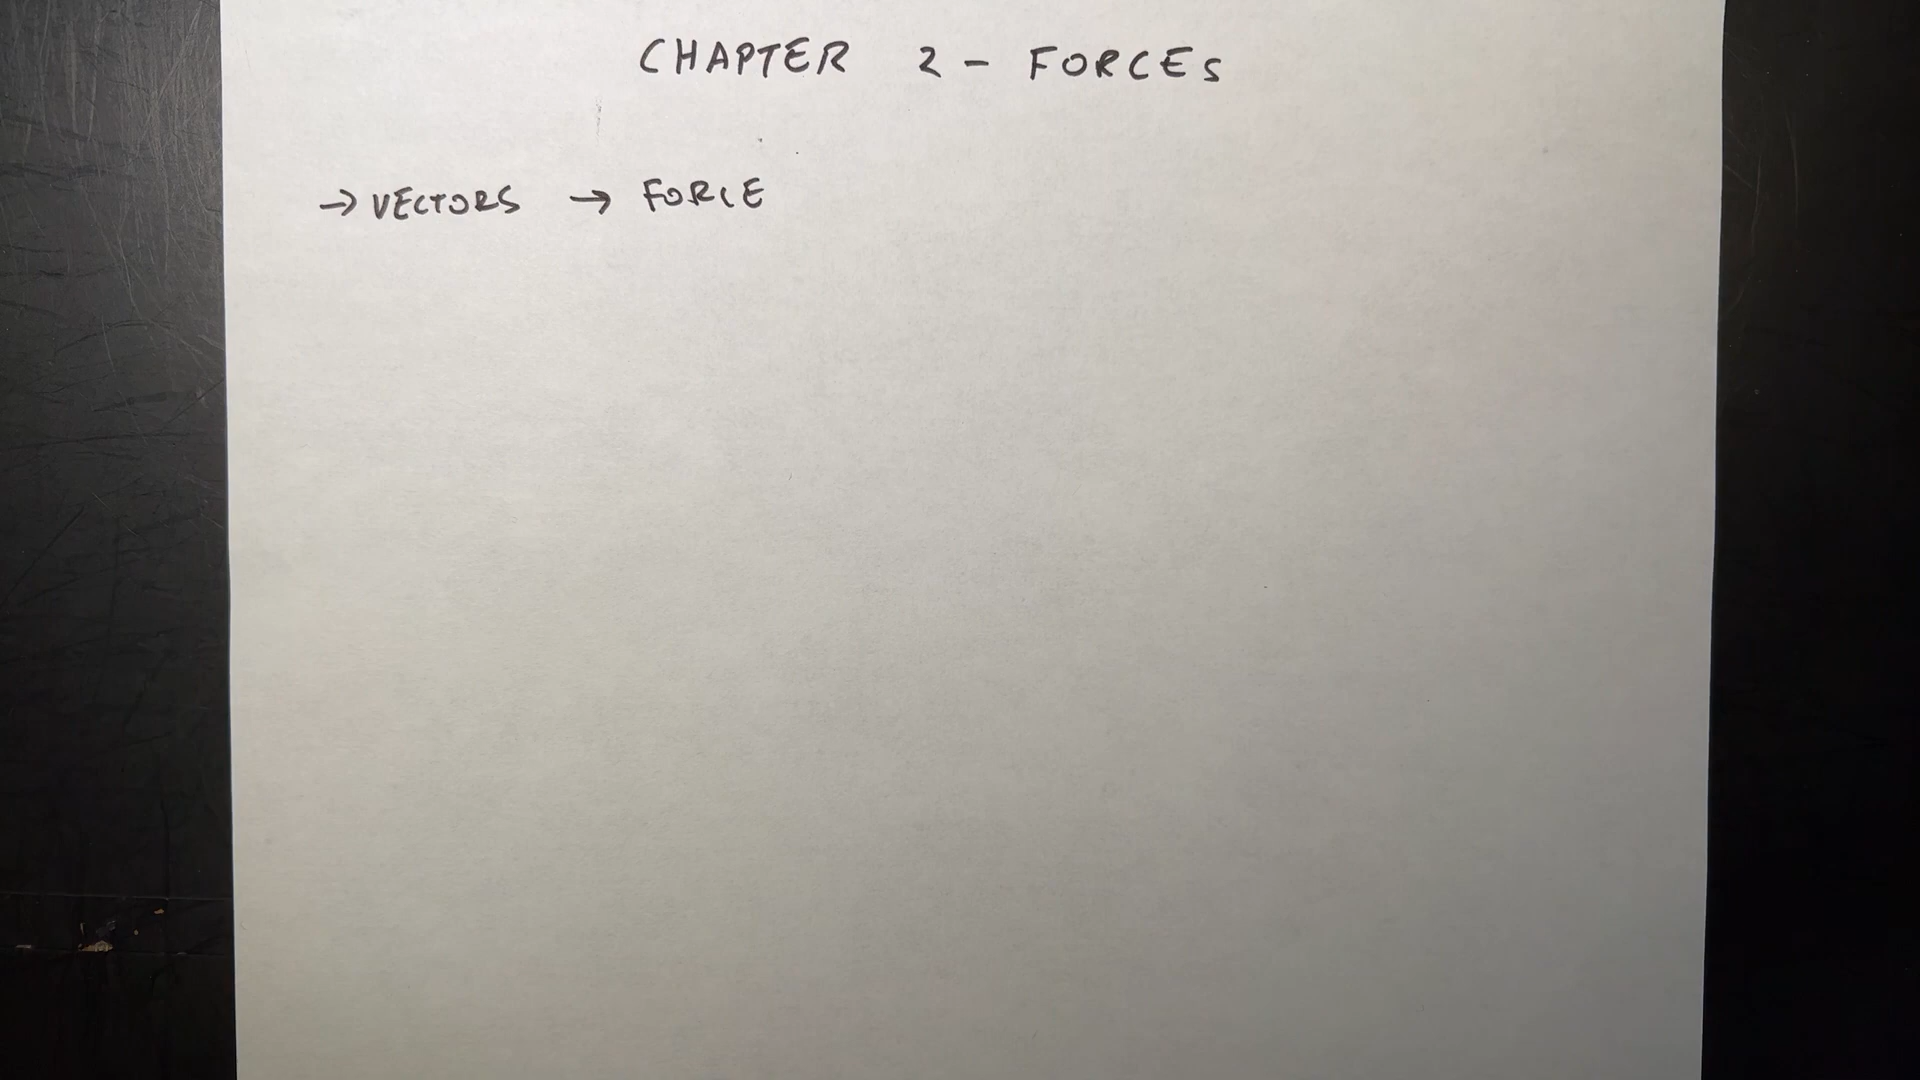 CHAPTER 2 - FORCES
→ VECTORS → FORCE